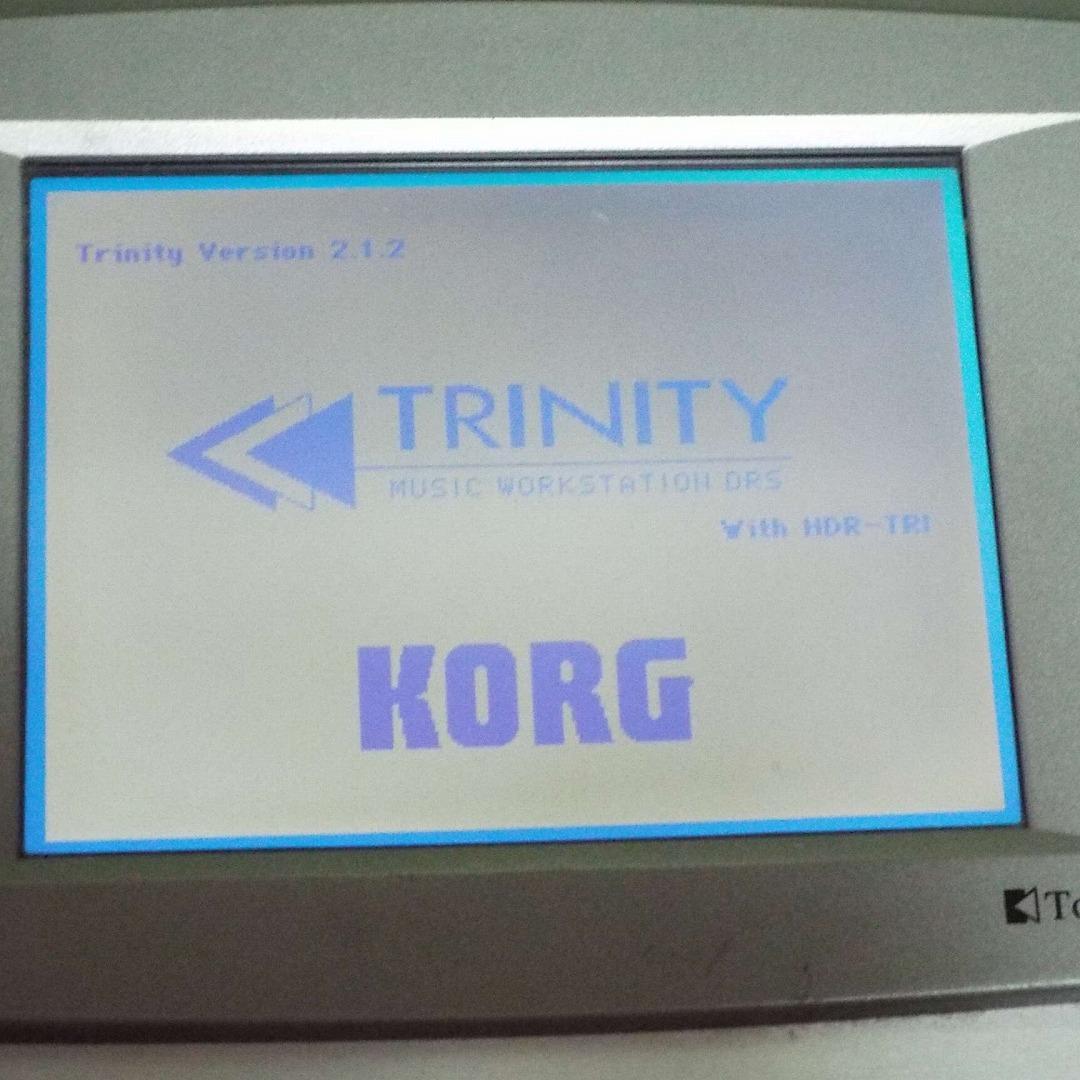 Trinity Version 2.1.2
TRINITY
MUSIC WORKSTATION DRS
With HDR-TRI
KORG